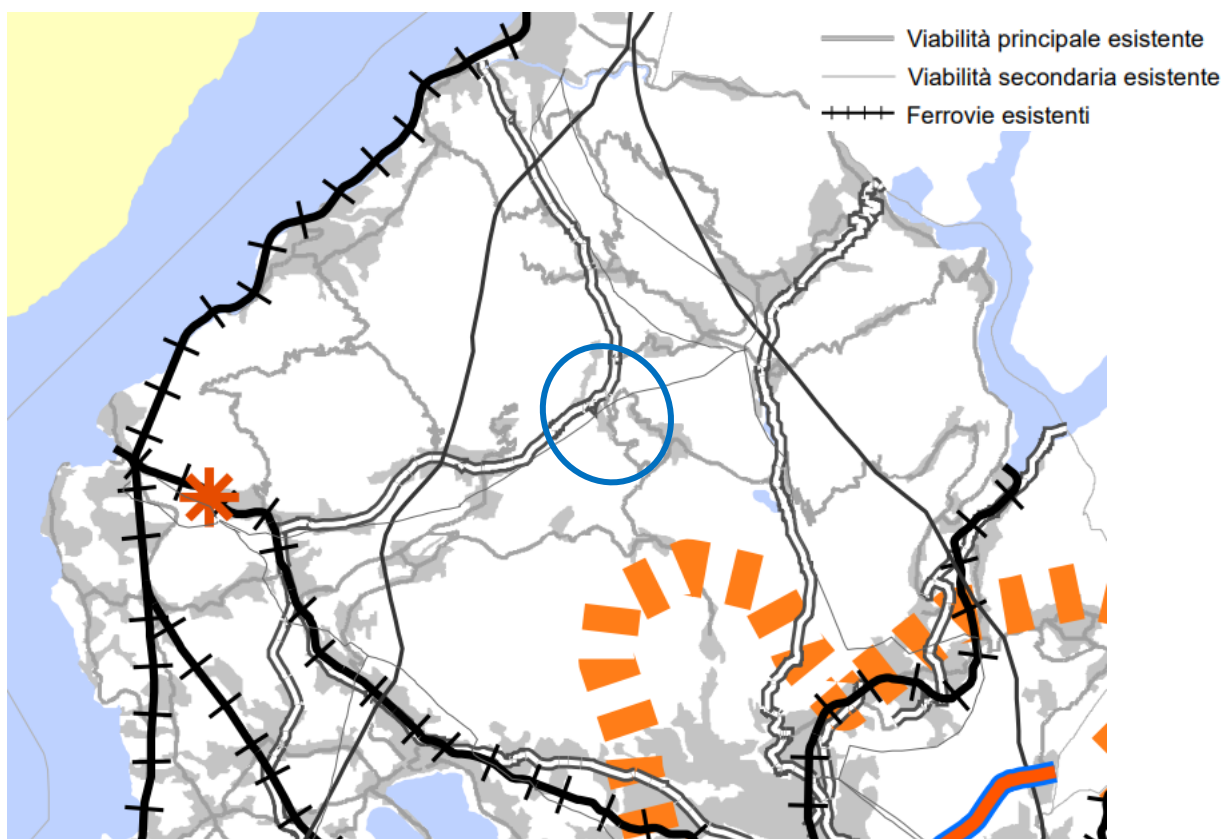 Viabilità principale esistente
Viabilità secondaria esistente
Ferrovie esistenti